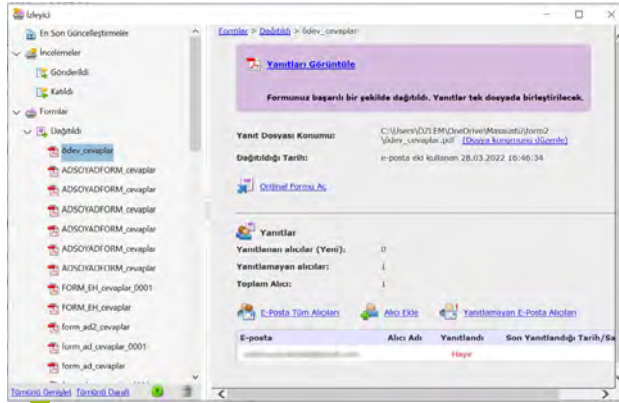 İzleyici
En Son Güncelleştirmeler
İncelemeler
Gönderildi
Katıldı
Formlar
Dağıtıldı
ödev_cevaplar
ADSOYADFORM_cevaplar
ADSOYADFORM_cevaplar
ADSOYADFORM_cevaplar
ADSOYADFORM_cevaplar
ADSOYADFORM_cevaplar
ADSOYADFORM_cevaplar
FORM_EH_cevaplar_0001
FORM_EH_cevaplar
form_ad2_cevaplar
form_ad_cevaplar_0001
form_ad_cevaplar
Tümünü Genişlet Tümünü Daralt
Formlar > Dağıtıldı > ödev_cevaplar
Yanıtları Görüntüle
Formunuz başarılı bir şekilde dağıtıldı. Yanıtlar tek dosyada birleştirilecek.
Yanıt Dosyası Konumu: C:\Users\ÖZLEM\OneDrive\Masaüstü\form2
\ödev_cevaplar.pdf (Dosya konumunu düzenle)
Dağıtıldığı Tarih: e-posta eki kullanan 28.03.2022 16:46:34
Orijinal Formu Aç
Yanıtlar
Yanıtlanan alıcılar (Yeni): 0
Yanıtlamayan alıcılar: 1
Toplam Alıcı: 1
E-Posta Tüm Alıcıları Alıcı Ekle Yanıtlamayan E-Posta Alıcıları
E-posta Alıcı Adı Yanıtlandı Son Yanıtlandığı Tarih/Sa
Hayır